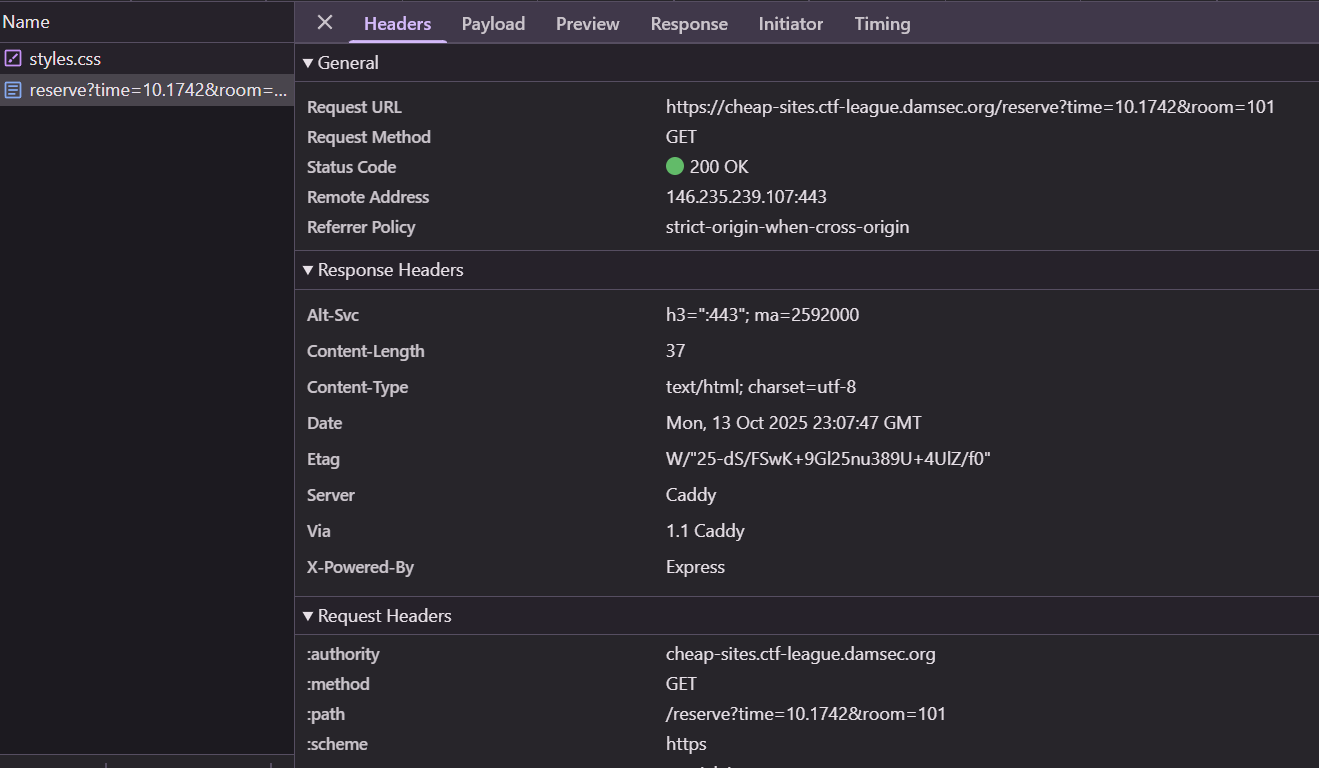 Name
styles.css
reserve?time=10.1742&room=...
Headers Payload Preview Response Initiator Timing
General
Request URL https://cheap-sites.ctf-league.damsec.org/reserve?time=10.1742&room=101
Request Method GET
Status Code 200 OK
Remote Address 146.235.239.107:443
Referrer Policy strict-origin-when-cross-origin
Response Headers
Alt-Svc h3=":443"; ma=2592000
Content-Length 37
Content-Type text/html; charset=utf-8
Date Mon, 13 Oct 2025 23:07:47 GMT
Etag W/"25-dS/FSwK+9Gl25nu389U+4UlZ/f0"
Server Caddy
Via 1.1 Caddy
X-Powered-By Express
Request Headers
:authority cheap-sites.ctf-league.damsec.org
:method GET
:path /reserve?time=10.1742&room=101
:scheme https